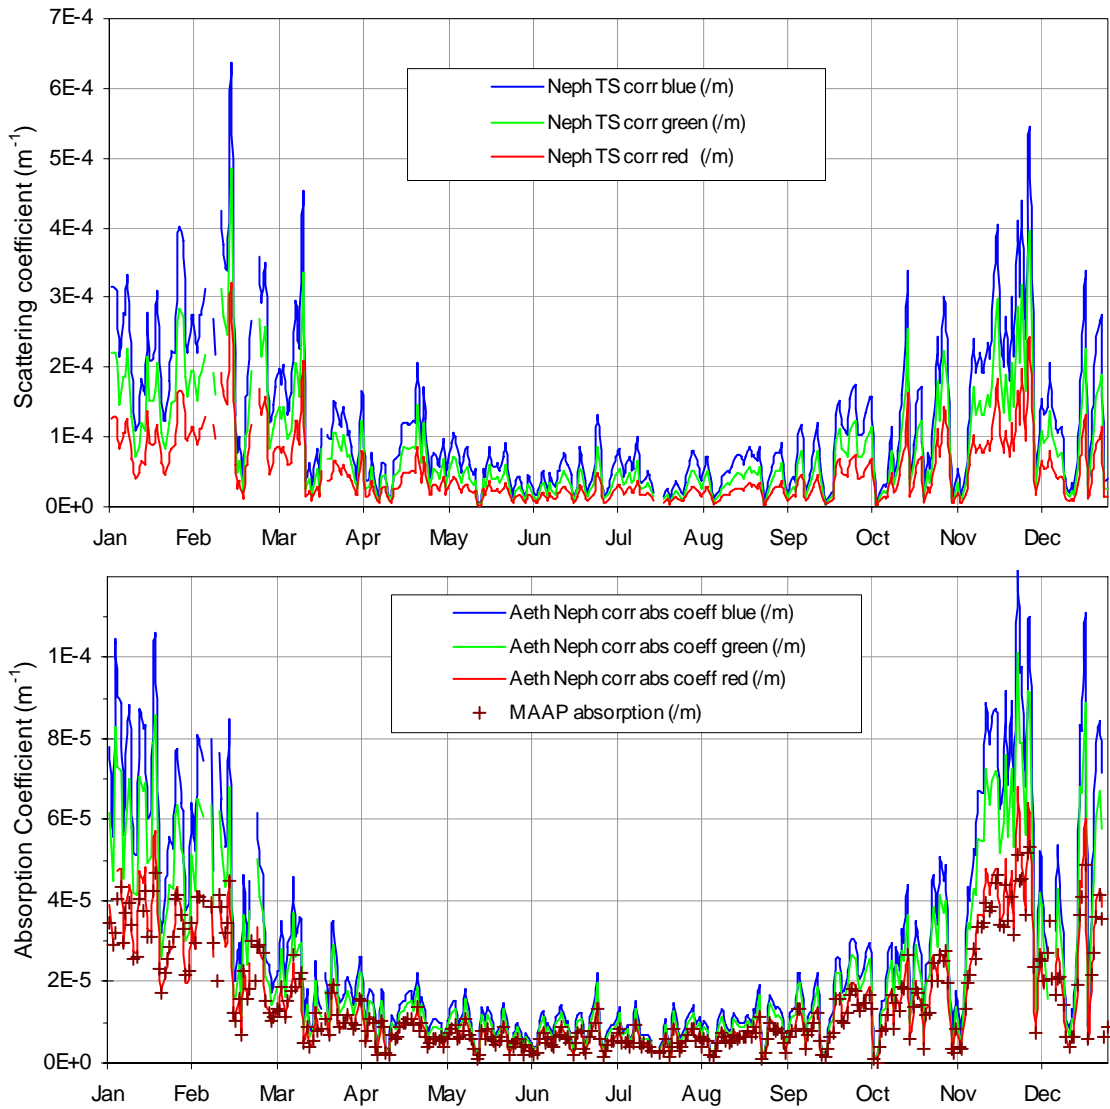 7E-4
6E-4
5E-4
4E-4
3E-4
2E-4
1E-4
0E+0
Scattering coefficient (m⁻¹)
Neph TS corr blue (/m)
Neph TS corr green (/m)
Neph TS corr red (/m)
Jan Feb Mar Apr May Jun Jul Aug Sep Oct Nov Dec
1E-4
8E-5
6E-5
4E-5
2E-5
0E+0
Absorption Coefficient (m⁻¹)
Aeth Neph corr abs coeff blue (/m)
Aeth Neph corr abs coeff green (/m)
Aeth Neph corr abs coeff red (/m)
MAAP absorption (/m)
Jan Feb Mar Apr May Jun Jul Aug Sep Oct Nov Dec